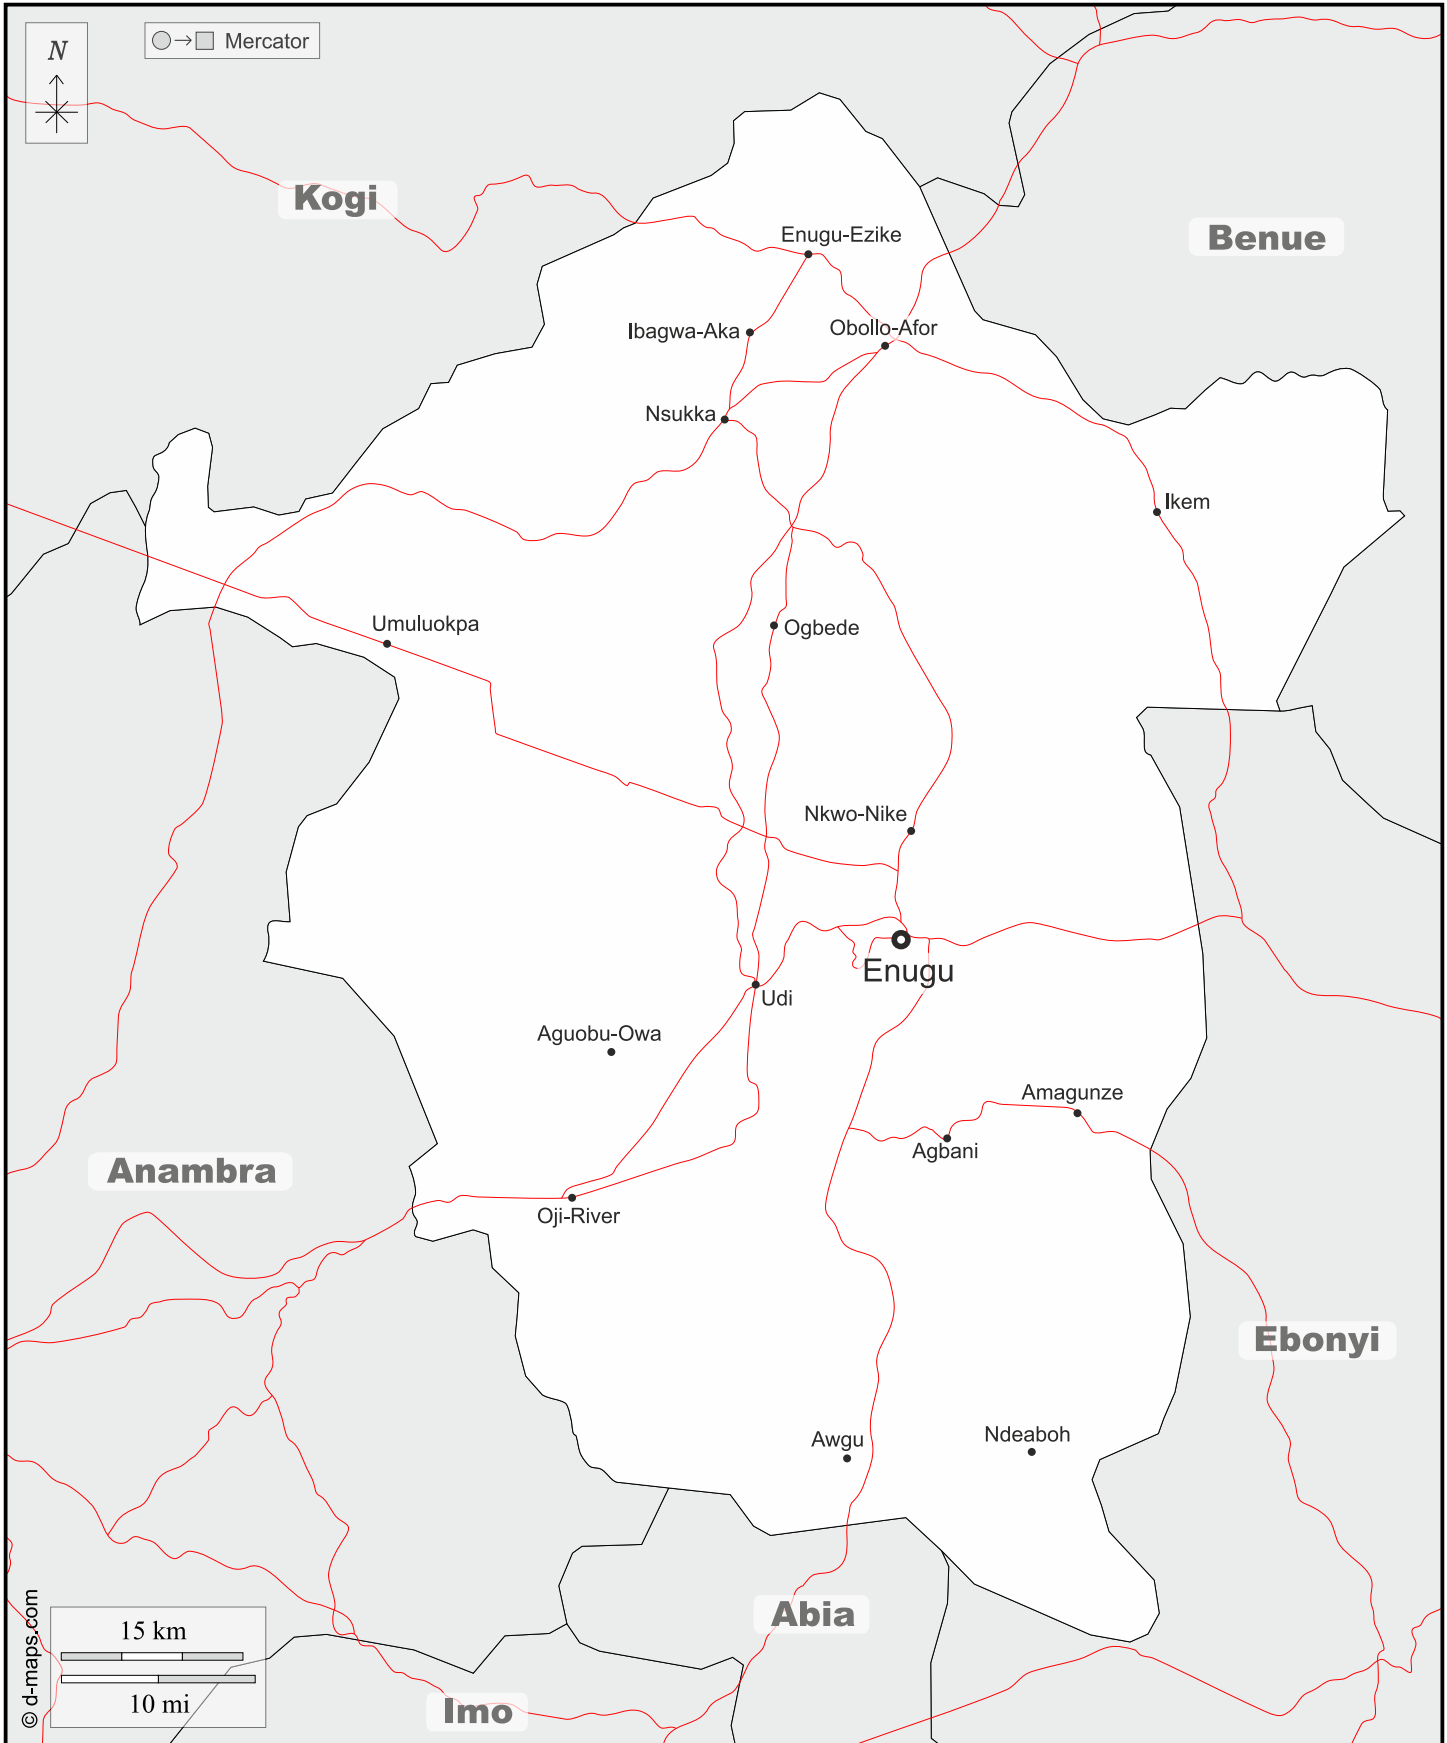 N
Mercator
Kogi
Benue
Enugu-Ezike
Ibagwa-Aka
Obollo-Afor
Nsukka
Ikem
Umuluokpa
Ogbede
Nkwo-Nike
Enugu
Udi
Aguobu-Owa
Amagunze
Agbani
Anambra
Oji-River
Ebonyi
Awgu
Ndeaboh
Abia
15 km
10 mi
Imo
© d-maps.com